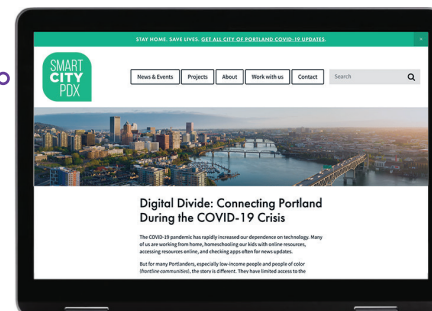 STAY HOME. SAVE LIVES. GET ALL CITY OF PORTLAND COVID-19 UPDATES.
SMART
CITY
PDX
News & Events
Projects
About
Work with us
Contact
Search
Digital Divide: Connecting Portland
During the COVID-19 Crisis
The COVID-19 pandemic has rapidly increased our dependence on technology. Many
of us are working from home, homeschooling our kids with online resources,
accessing resources online, and checking apps often for news updates.
But for many Portlanders, especially low-income people and people of color
(frontline communities), the story is different. They have limited access to the